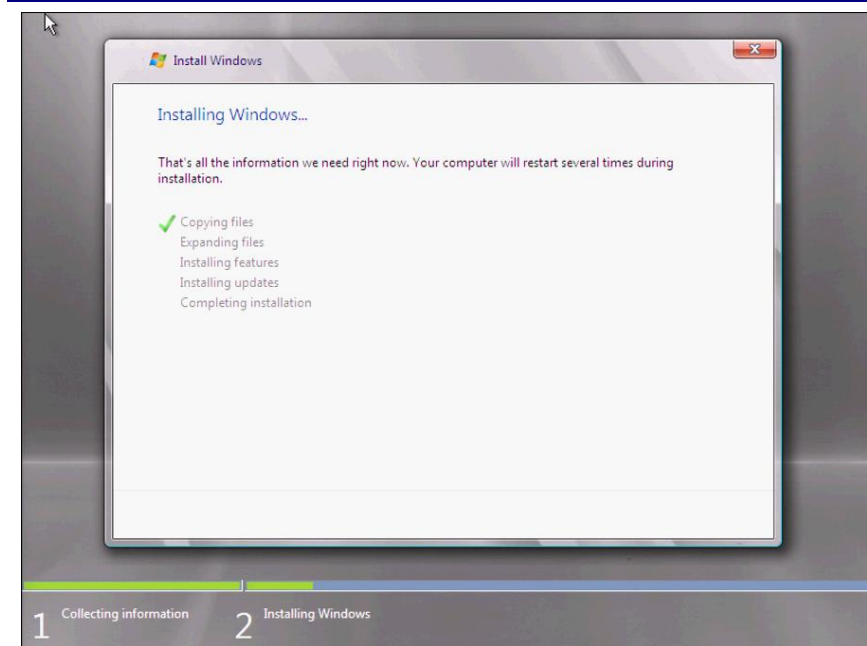 Install Windows
Installing Windows...
That's all the information we need right now. Your computer will restart several times during
installation.
Copying files
Expanding files
Installing features
Installing updates
Completing installation
1 Collecting information 2 Installing Windows